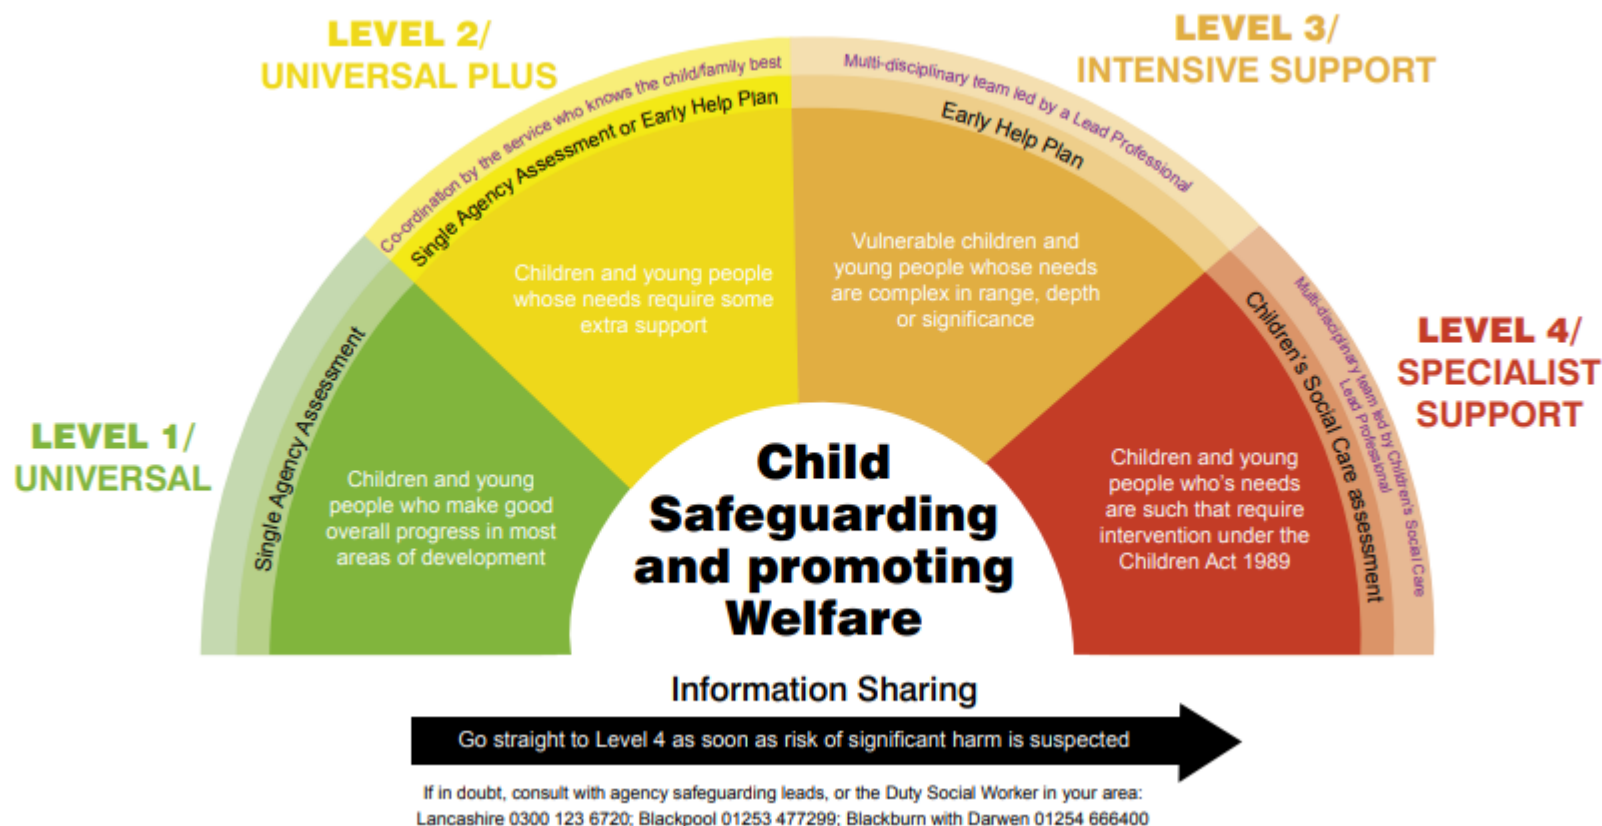 LEVEL 1/
UNIVERSAL
Single Agency Assessment
Children and young
people who make good
overall progress in most
areas of development
LEVEL 2/
UNIVERSAL PLUS
Co-ordination by the service who knows the child/family best
Single Agency Assessment or Early Help Plan
Children and young people
whose needs require some
extra support
LEVEL 3/
INTENSIVE SUPPORT
Multi-disciplinary team led by a Lead Professional
Early Help Plan
Vulnerable children and
young people whose needs
are complex in range, depth
or significance
LEVEL 4/
SPECIALIST
SUPPORT
Multi-disciplinary team led by Children's Social Care
Lead Professional
Children's Social Care assessment
Children and young
people who's needs
are such that require
intervention under the
Children Act 1989
Child
Safeguarding
and promoting
Welfare
Information Sharing
Go straight to Level 4 as soon as risk of significant harm is suspected
If in doubt, consult with agency safeguarding leads, or the Duty Social Worker in your area:
Lancashire 0300 123 6720; Blackpool 01253 477299; Blackburn with Darwen 01254 666400